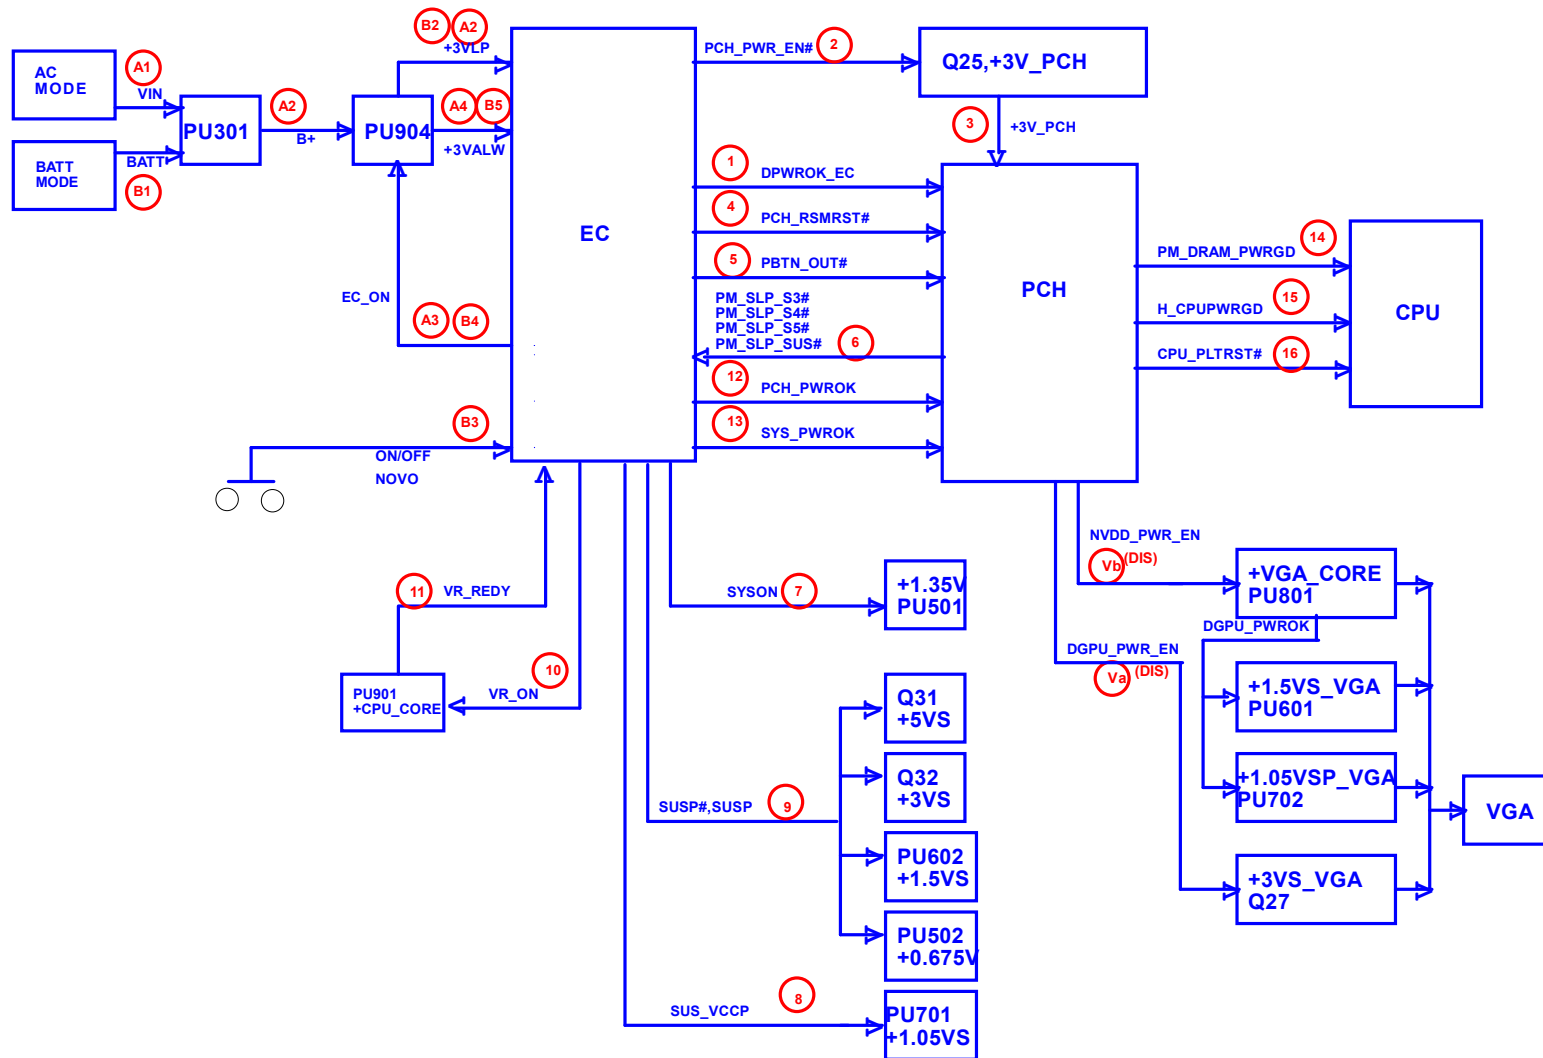 B2
A2
+3VLP
PCH_PWR_EN#
2
Q25,+3V_PCH
AC
MODE
A1
VIN
A2
B+
PU301
PU904
A4
B5
+3VALW
3
+3V_PCH
BATT
MODE
BATT
B1
1
DPWROK_EC
4
PCH_RSMRST#
EC
5
PBTN_OUT#
PCH
14
PM_DRAM_PWRGD
15
H_CPUPWRGD
CPU
16
CPU_PLTRST#
EC_ON
A3
B4
PM_SLP_S3#
PM_SLP_S4#
PM_SLP_S5#
PM_SLP_SUS#
6
12
PCH_PWROK
13
SYS_PWROK
B3
ON/OFF
NOVO
NVDD_PWR_EN
Vb
(DIS)
+VGA_CORE
PU801
DGPU_PWROK
11
VR_REDY
SYSON
7
+1.35V
PU501
DGPU_PWR_EN
Va
(DIS)
10
VR_ON
PU901
+CPU_CORE
Q31
+5VS
+1.5VS_VGA
PU601
Q32
+3VS
+1.05VSP_VGA
PU702
SUSP#,SUSP
9
VGA
PU602
+1.5VS
+3VS_VGA
Q27
PU502
+0.675V
SUS_VCCP
8
PU701
+1.05VS